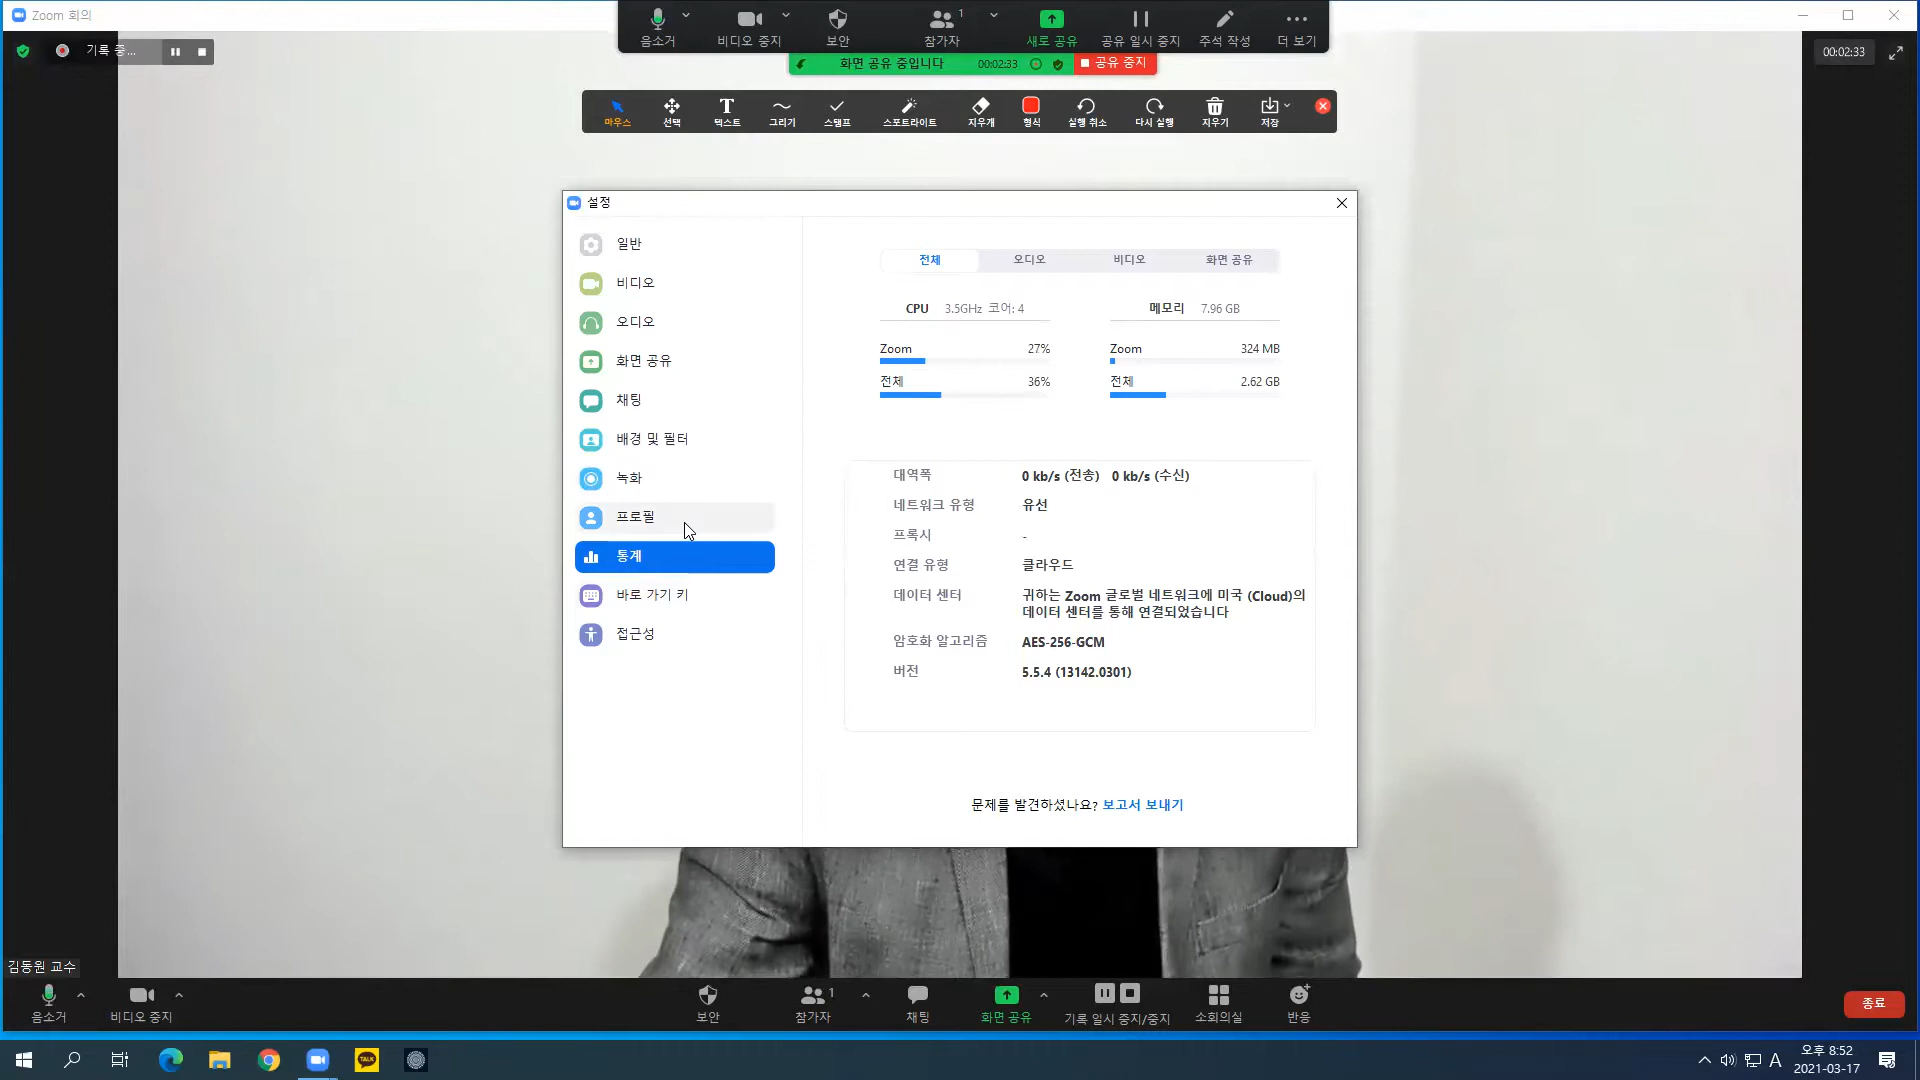 Zoom 회의
음소거
비디오 중지
보안
참가자
1
새로 공유
공유 일시 중지
주석 작성
더 보기
기록 중...
화면 공유 중입니다
00:02:33
공유 중지
00:02:33
마우스
선택
텍스트
그리기
스탬프
스포트라이트
지우개
형식
실행 취소
다시 실행
지우기
저장
설정
일반
비디오
오디오
화면 공유
채팅
배경 및 필터
녹화
프로필
통계
바로 가기 키
접근성
전체
오디오
비디오
화면 공유
CPU 3.5GHz 코어: 4
Zoom 27%
전체 36%
메모리 7.96 GB
Zoom 324 MB
전체 2.62 GB
대역폭 0 kb/s (전송) 0 kb/s (수신)
네트워크 유형 유선
프록시 -
연결 유형 클라우드
데이터 센터 귀하는 Zoom 글로벌 네트워크에 미국 (Cloud)의
데이터 센터를 통해 연결되었습니다
암호화 알고리즘 AES-256-GCM
버전 5.5.4 (13142.0301)
문제를 발견하셨나요? 보고서 보내기
김동원 교수
음소거
비디오 중지
보안
참가자
1
채팅
화면 공유
기록 일시 중지/중지
소회의실
반응
종료
TALK
A
오후 8:52
2021-03-17